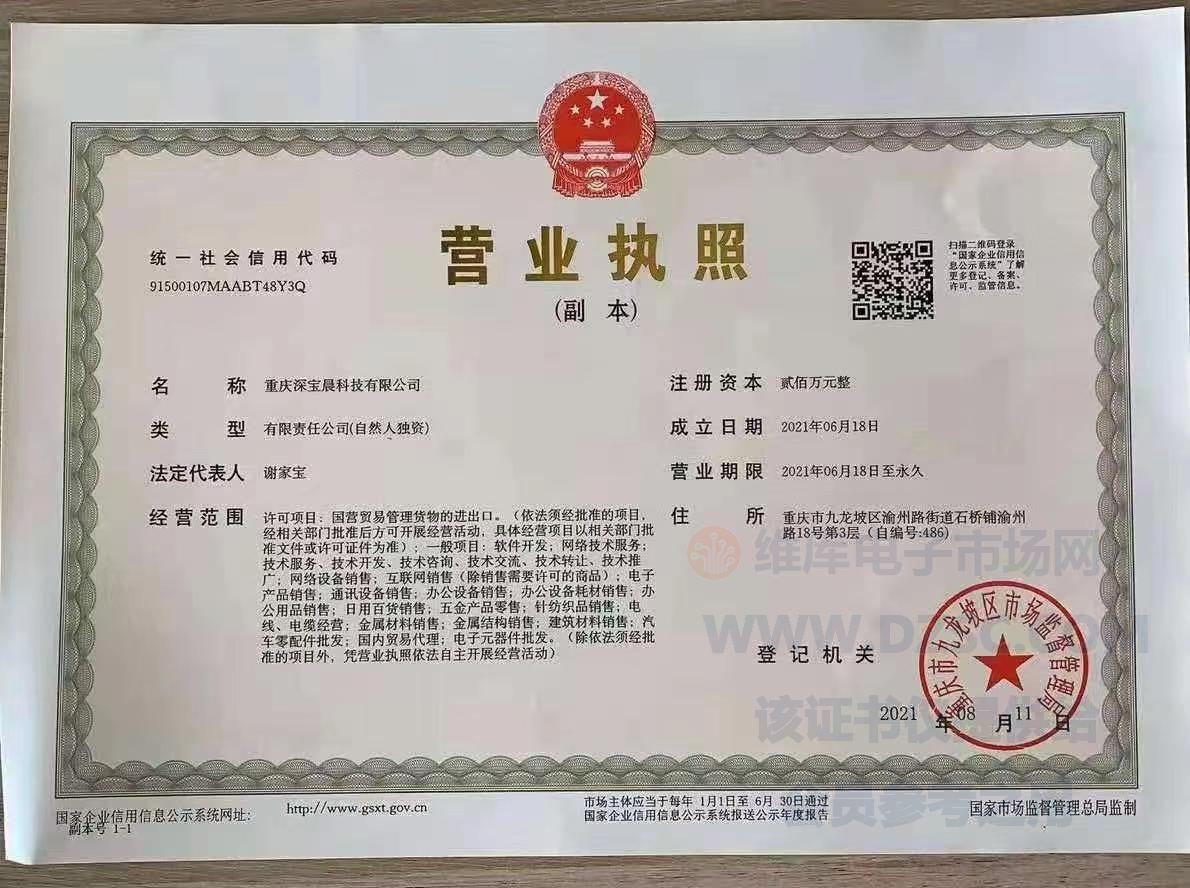 营业执照
(副 本)
统一社会信用代码
91500107MAABT48Y3Q
扫描二维码登录
“国家企业信用信
息公示系统”了解
更多登记、备案、
许可、监管信息。
名 称 重庆深宝晨科技有限公司
类 型 有限责任公司(自然人独资)
法定代表人 谢家宝
经营范围 许可项目：国营贸易管理货物的进出口。（依法须经批准的项目，
经相关部门批准后方可开展经营活动，具体经营项目以相关部门批
准文件或许可证件为准）；一般项目：软件开发；网络技术服务；
技术服务、技术开发、技术咨询、技术交流、技术转让、技术推
广；网络设备销售；互联网销售（除销售需要许可的商品）；电子
产品销售；通讯设备销售；办公设备销售；办公设备耗材销售；办
公用品销售；日用百货销售；五金产品零售；针纺织品销售；电
线、电缆经营；金属材料销售；金属结构销售；建筑材料销售；汽
车零配件批发；国内贸易代理；电子元器件批发。（除依法须经批
准的项目外，凭营业执照依法自主开展经营活动）
注册资本 贰佰万元整
成立日期 2021年06月18日
营业期限 2021年06月18日至永久
住 所 重庆市九龙坡区渝州路街道石桥铺渝州
路18号第3层（自编号:486)
维库电子市场网
WWW.DZSC.COM
登记机关
重庆市九龙坡区市场监督管理局
该证书仅是供给
2021 年 08 月 11 日
会员参考之用
国家企业信用信息公示系统网址: http://www.gsxt.gov.cn
副本号 1-1
市场主体应当于每年 1月1日至 6月 30日通过
国家企业信用信息公示系统报送公示年度报告
国家市场监督管理总局监制